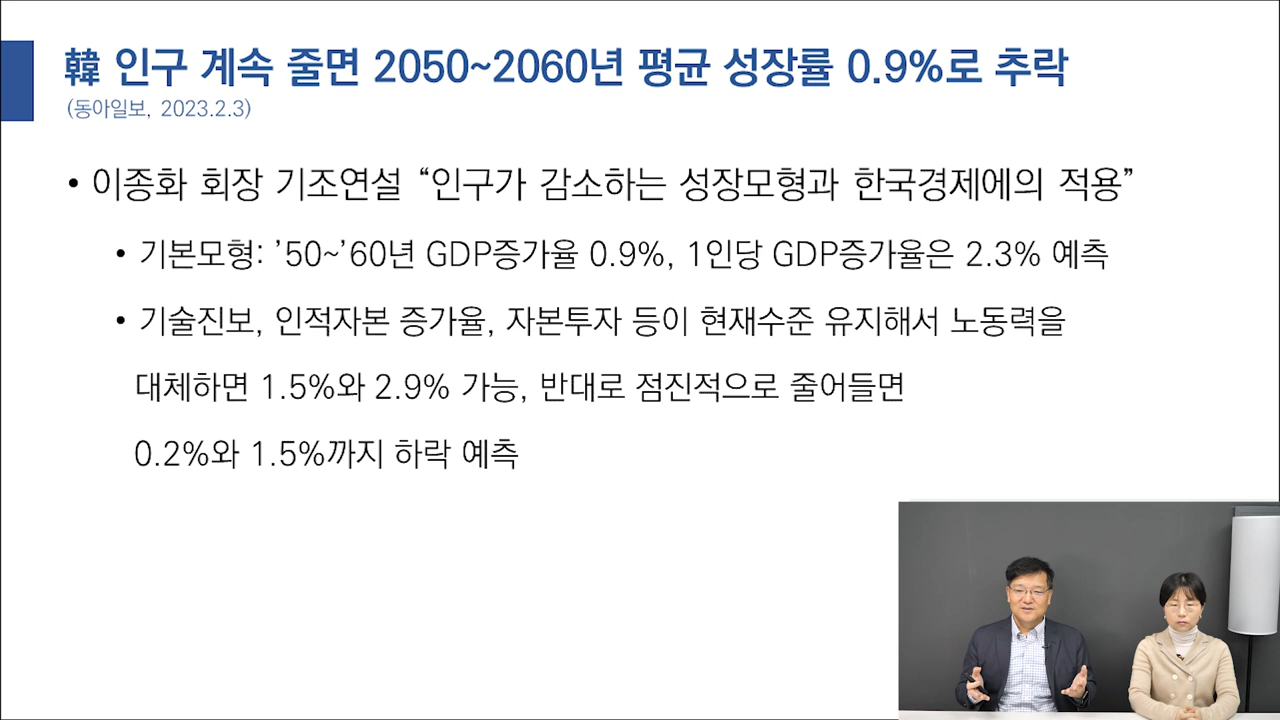 韓 인구 계속 줄면 2050~2060년 평균 성장률 0.9%로 추락
(동아일보, 2023.2.3)
• 이종화 회장 기조연설 “인구가 감소하는 성장모형과 한국경제에의 적용”
• 기본모형: ’50~’60년 GDP증가율 0.9%, 1인당 GDP증가율은 2.3% 예측
• 기술진보, 인적자본 증가율, 자본투자 등이 현재수준 유지해서 노동력을
대체하면 1.5%와 2.9% 가능, 반대로 점진적으로 줄어들면
0.2%와 1.5%까지 하락 예측